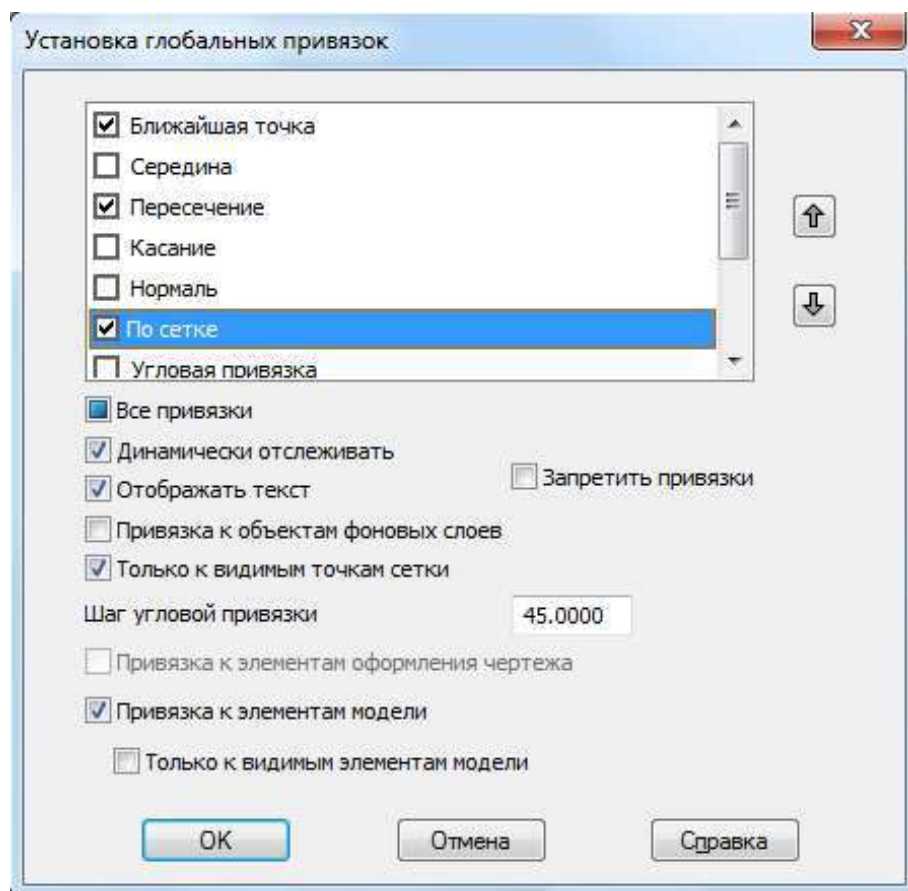 Установка глобальных привязок
Ближайшая точка
Середина
Пересечение
Касание
Нормаль
По сетке
Угловая привязка
Все привязки
Динамически отслеживать
Отображать текст
Запретить привязки
Привязка к объектам фоновых слоев
Только к видимым точкам сетки
Шаг угловой привязки 45.0000
Привязка к элементам оформления чертежа
Привязка к элементам модели
Только к видимым элементам модели
OK Отмена Справка